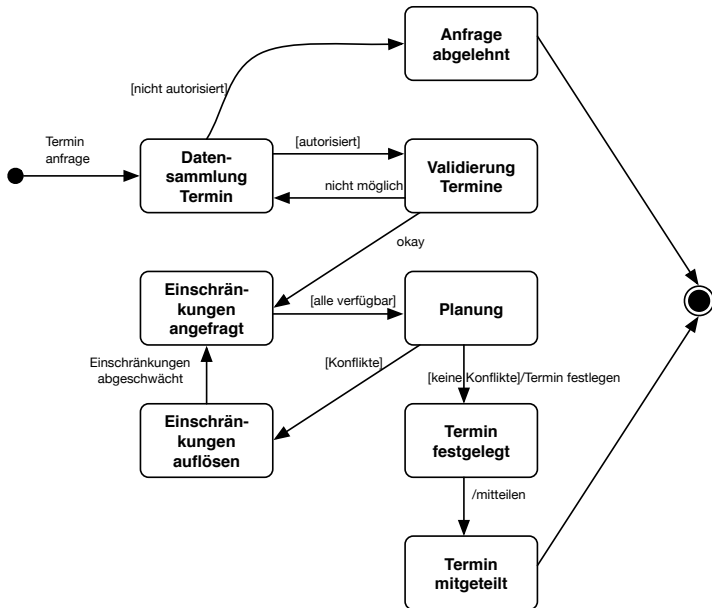 Anfrage
abgelehnt
[nicht autorisiert]
Termin
anfrage
Daten-
sammlung
Termin
[autorisiert]
nicht möglich
Validierung
Termine
okay
Einschrän-
kungen
angefragt
[alle verfügbar]
Planung
Einschränkungen
abgeschwächt
[Konflikte]
[keine Konflikte]/Termin festlegen
Einschrän-
kungen
auflösen
Termin
festgelegt
/mitteilen
Termin
mitgeteilt